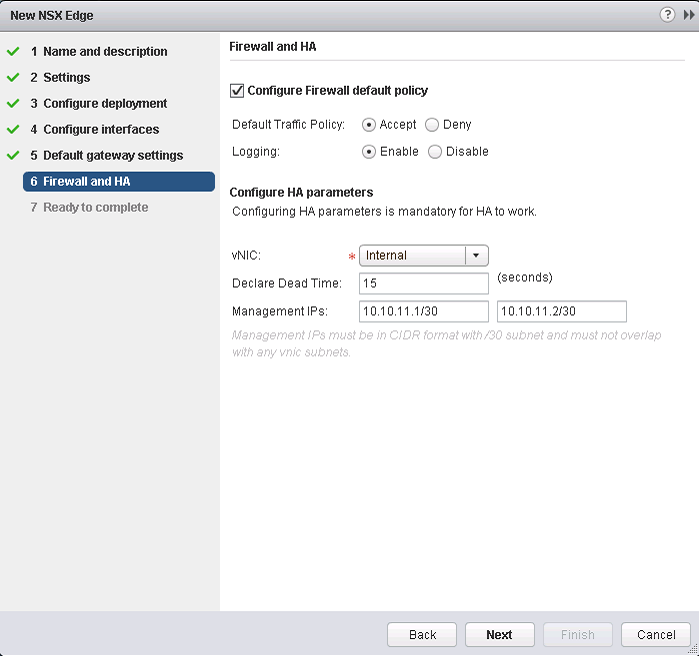 New NSX Edge
?
1 Name and description
2 Settings
3 Configure deployment
4 Configure interfaces
5 Default gateway settings
6 Firewall and HA
7 Ready to complete
Firewall and HA
Configure Firewall default policy
Default Traffic Policy: Accept Deny
Logging: Enable Disable
Configure HA parameters
Configuring HA parameters is mandatory for HA to work.
vNIC: * Internal
Declare Dead Time: 15 (seconds)
Management IPs: 10.10.11.1/30 10.10.11.2/30
Management IPs must be in CIDR format with /30 subnet and must not overlap
with any vnic subnets.
Back Next Finish Cancel